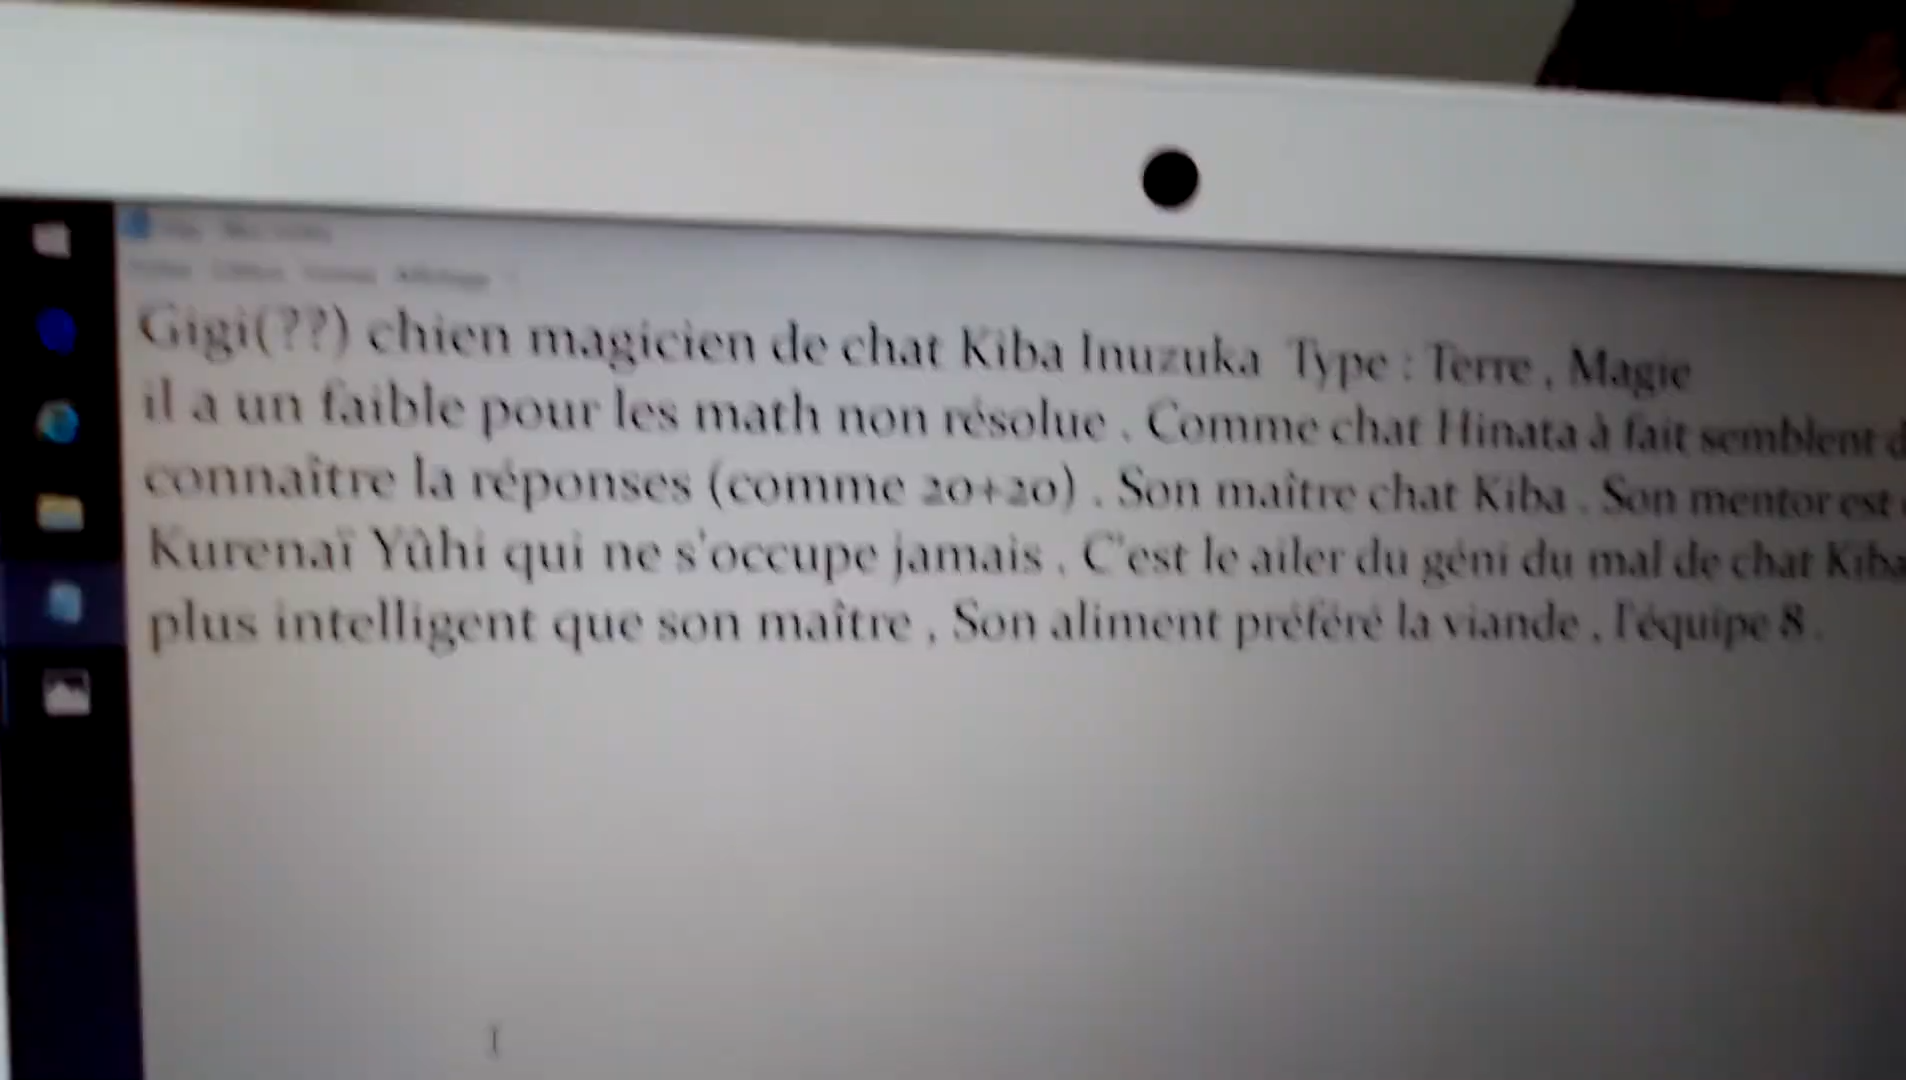 Gigi(??) chien magicien de chat Kiba Inuzuka Type : Terre , Magie
il a un faible pour les math non résolue . Comme chat Hinata à fait semblent
connaître la réponses (comme 20+20) . Son maître chat Kiba . Son mentor est
Kurenaï Yûhi qui ne s'occupe jamais . C'est le ailer du géni du mal de chat Kiba
plus intelligent que son maître , Son aliment préféré la viande , l'équipe 8 .